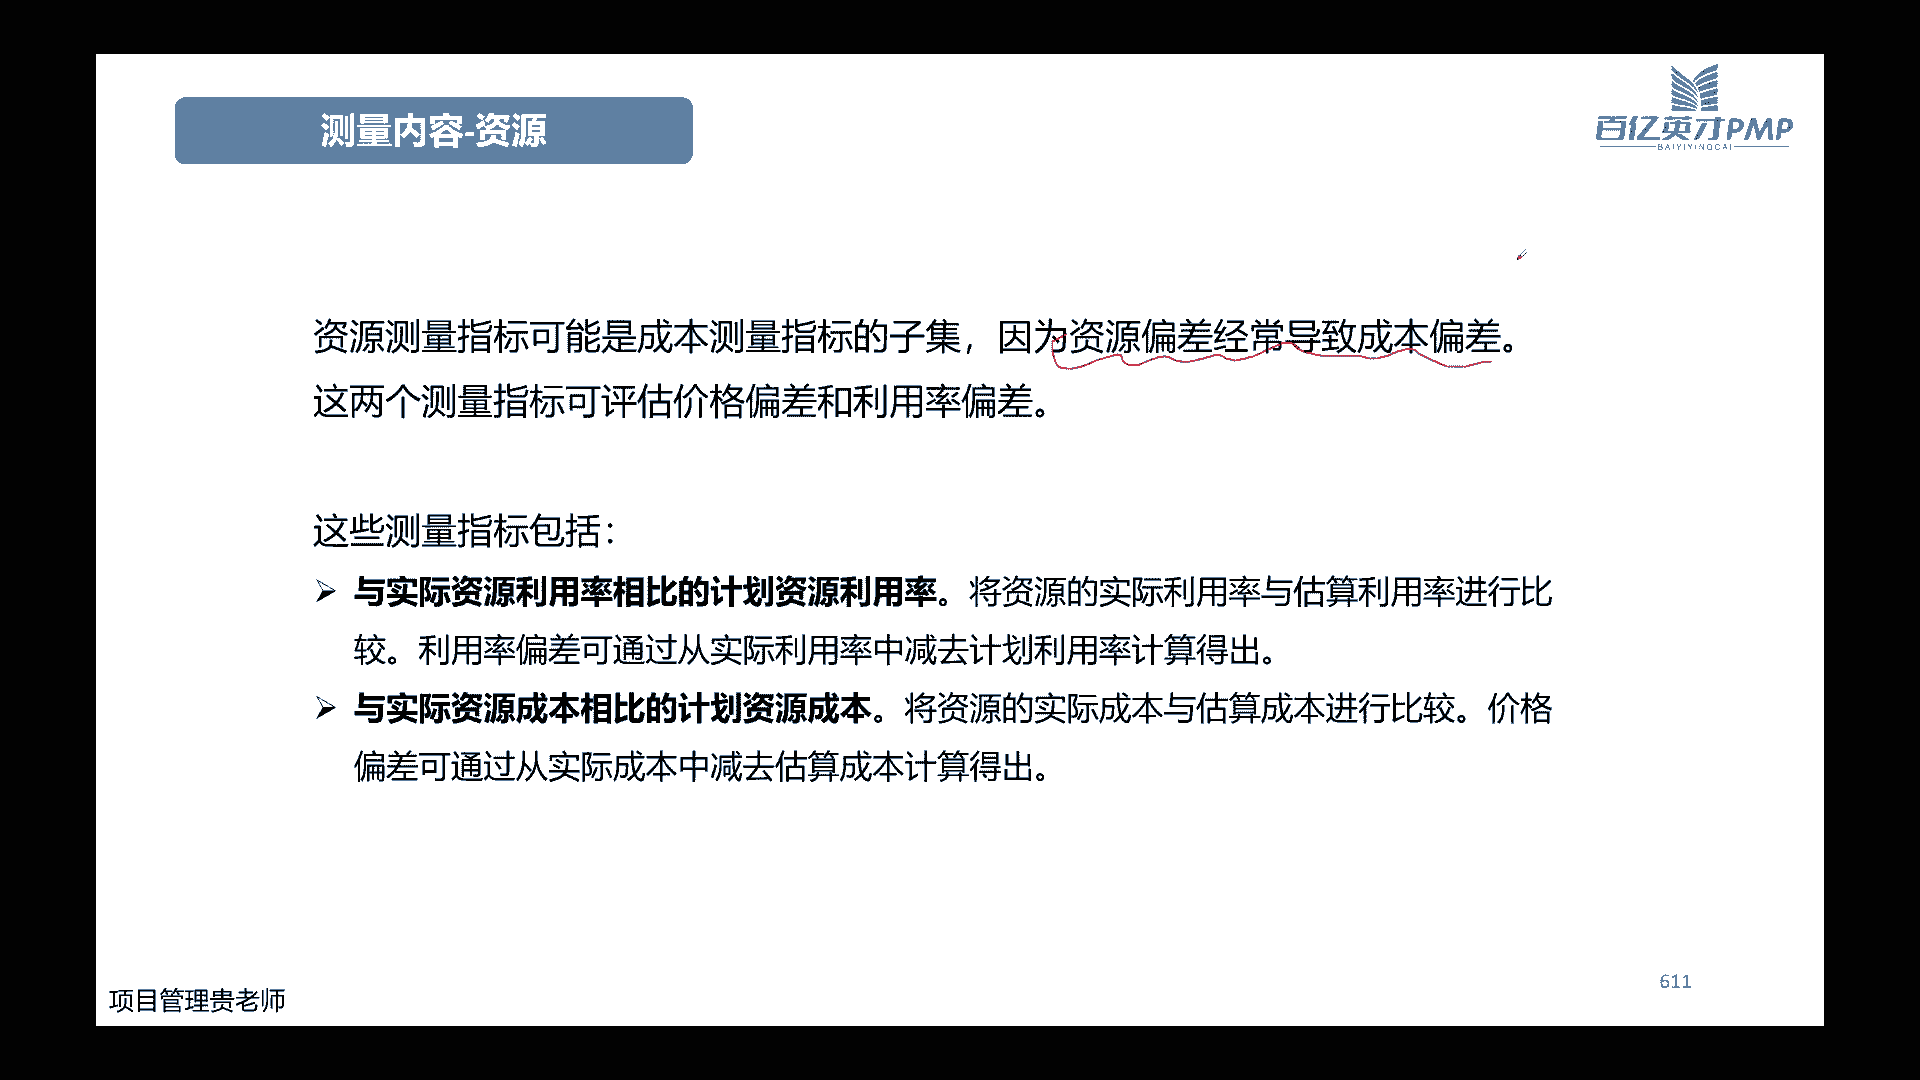 测量内容-资源
百亿英才PMP
BAIYIYINGCAI
资源测量指标可能是成本测量指标的子集，因为资源偏差经常导致成本偏差。
这两个测量指标可评估价格偏差和利用率偏差。
这些测量指标包括：
➢ 与实际资源利用率相比的计划资源利用率。将资源的实际利用率与估算利用率进行比
较。利用率偏差可通过从实际利用率中减去计划利用率计算得出。
➢ 与实际资源成本相比的计划资源成本。将资源的实际成本与估算成本进行比较。价格
偏差可通过从实际成本中减去估算成本计算得出。
611
项目管理贵老师